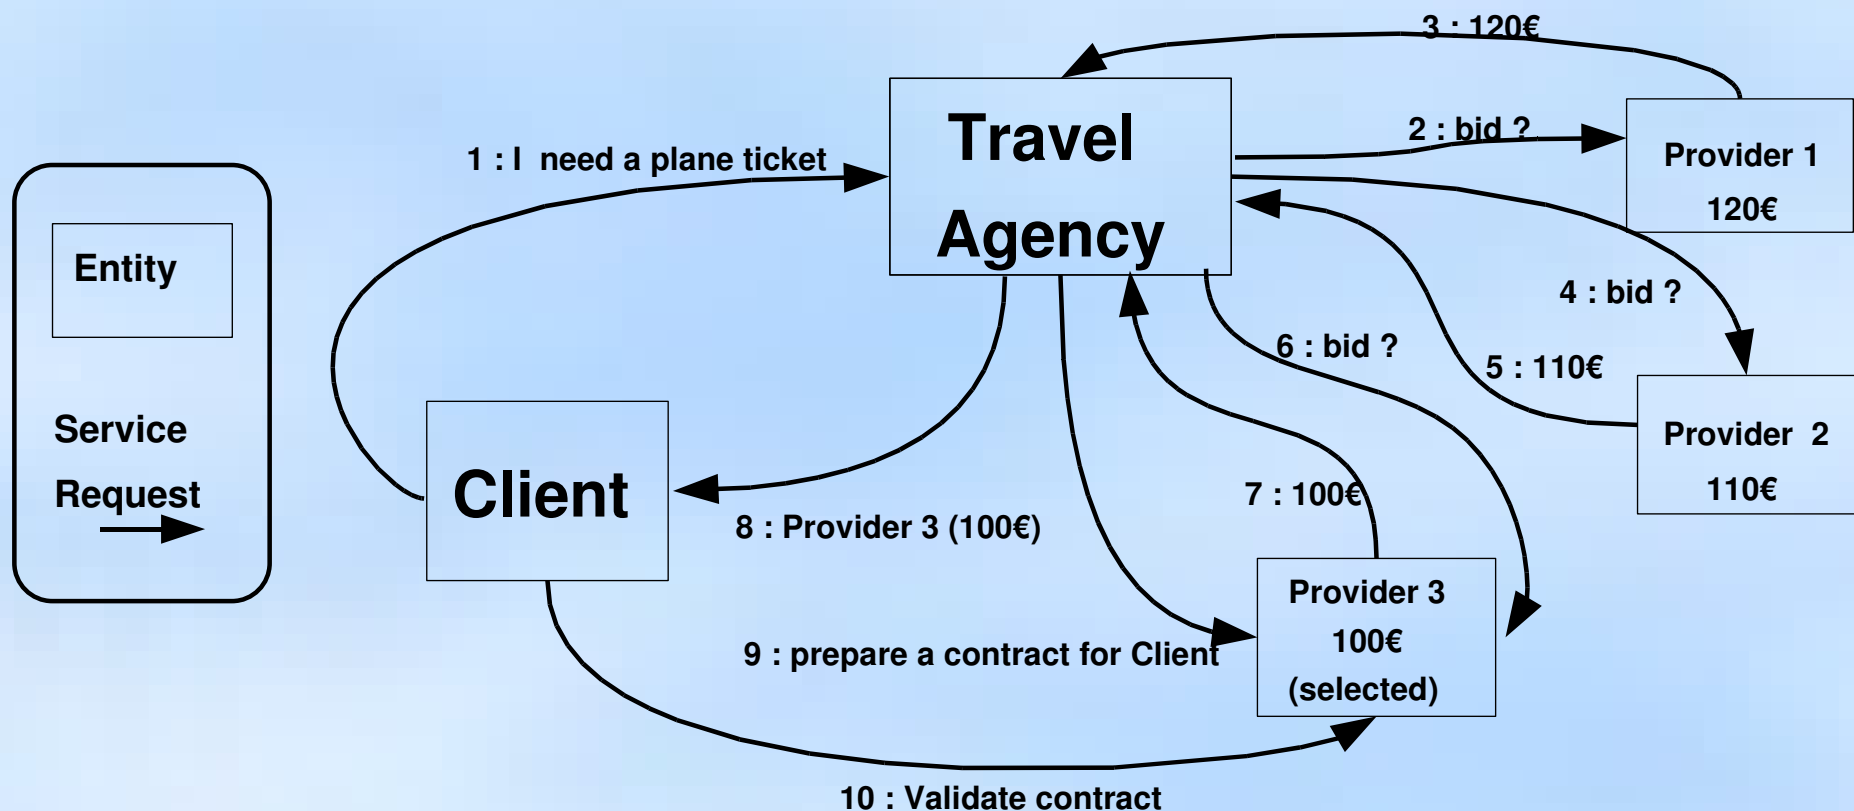 3 : 120€
Travel
Agency
2 : bid ?
Provider 1
120€
1 : I need a plane ticket
Entity
Service
Request
4 : bid ?
6 : bid ?
5 : 110€
Provider 2
110€
Client
7 : 100€
8 : Provider 3 (100€)
Provider 3
100€
(selected)
9 : prepare a contract for Client
10 : Validate contract